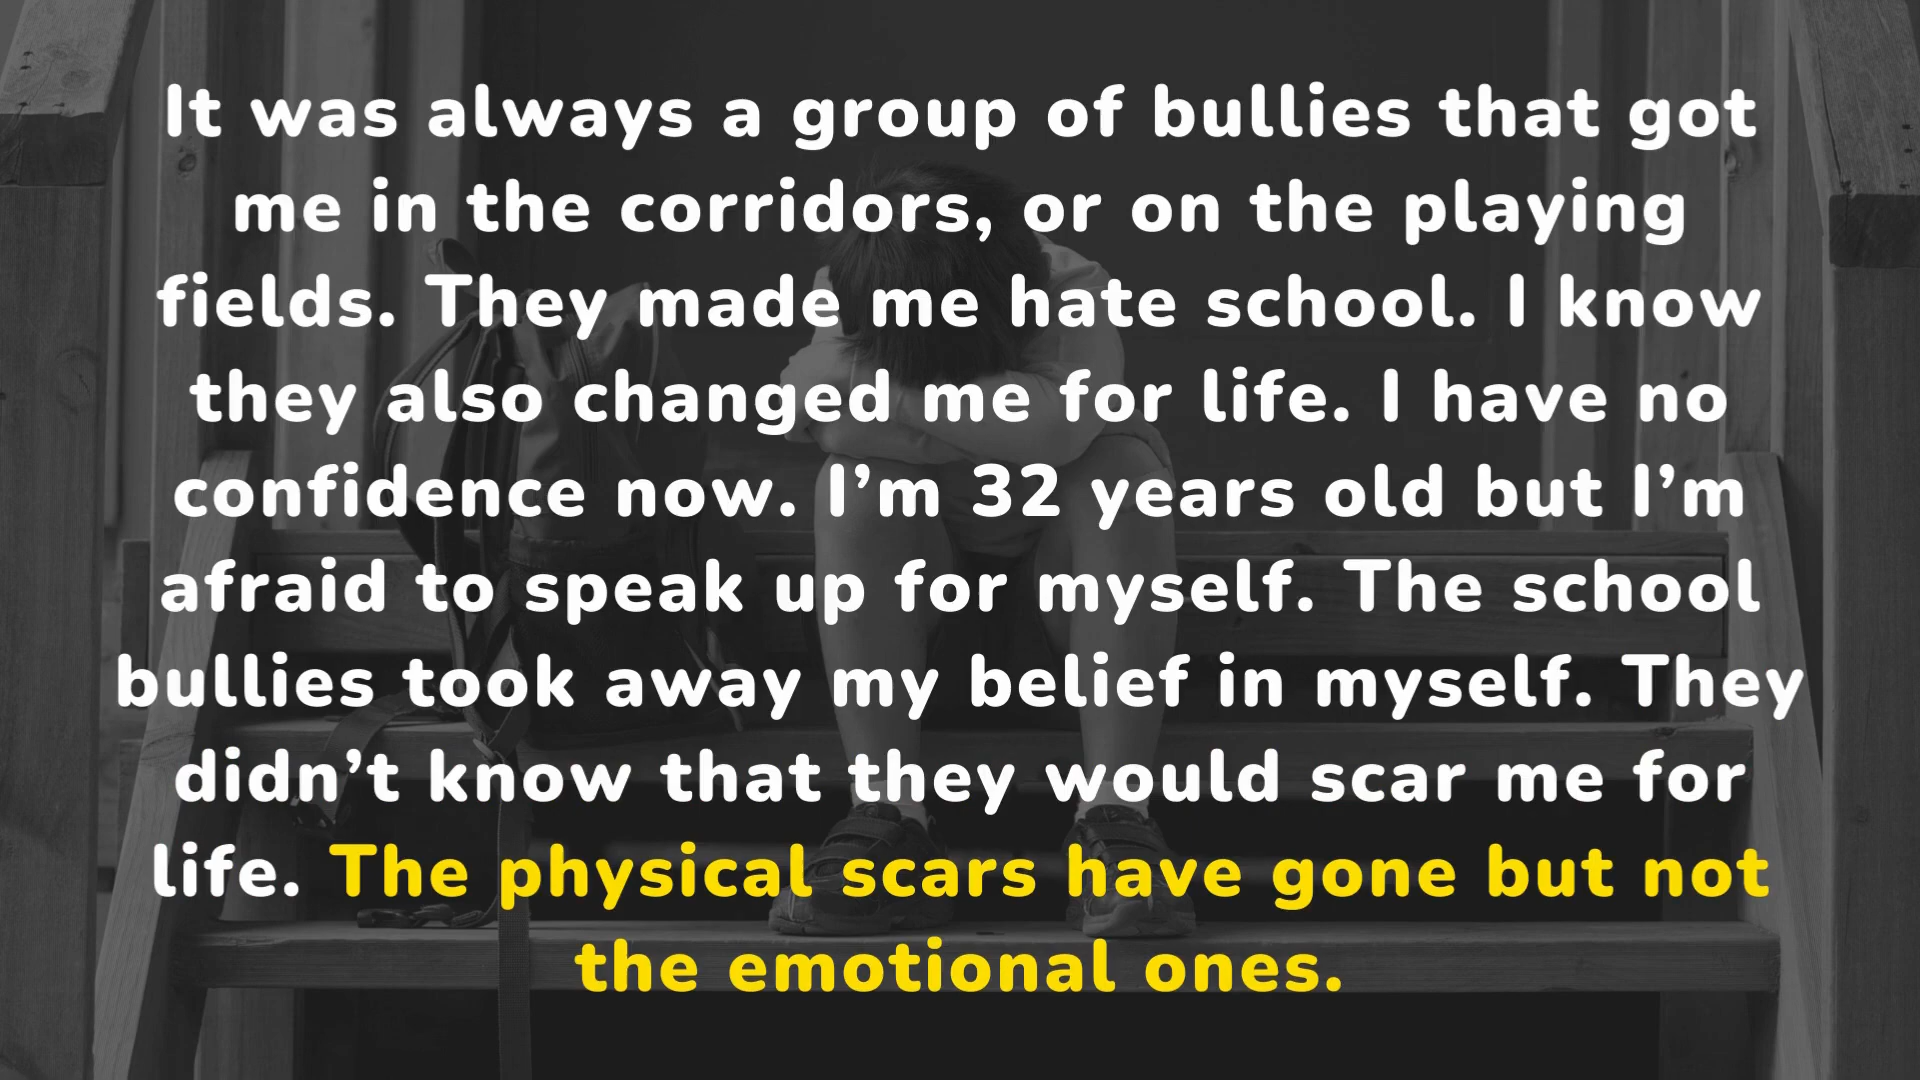 It was always a group of bullies that got
me in the corridors, or on the playing
fields. They made me hate school. I know
they also changed me for life. I have no
confidence now. I’m 32 years old but I’m
afraid to speak up for myself. The school
bullies took away my belief in myself. They
didn’t know that they would scar me for
life. The physical scars have gone but not
the emotional ones.